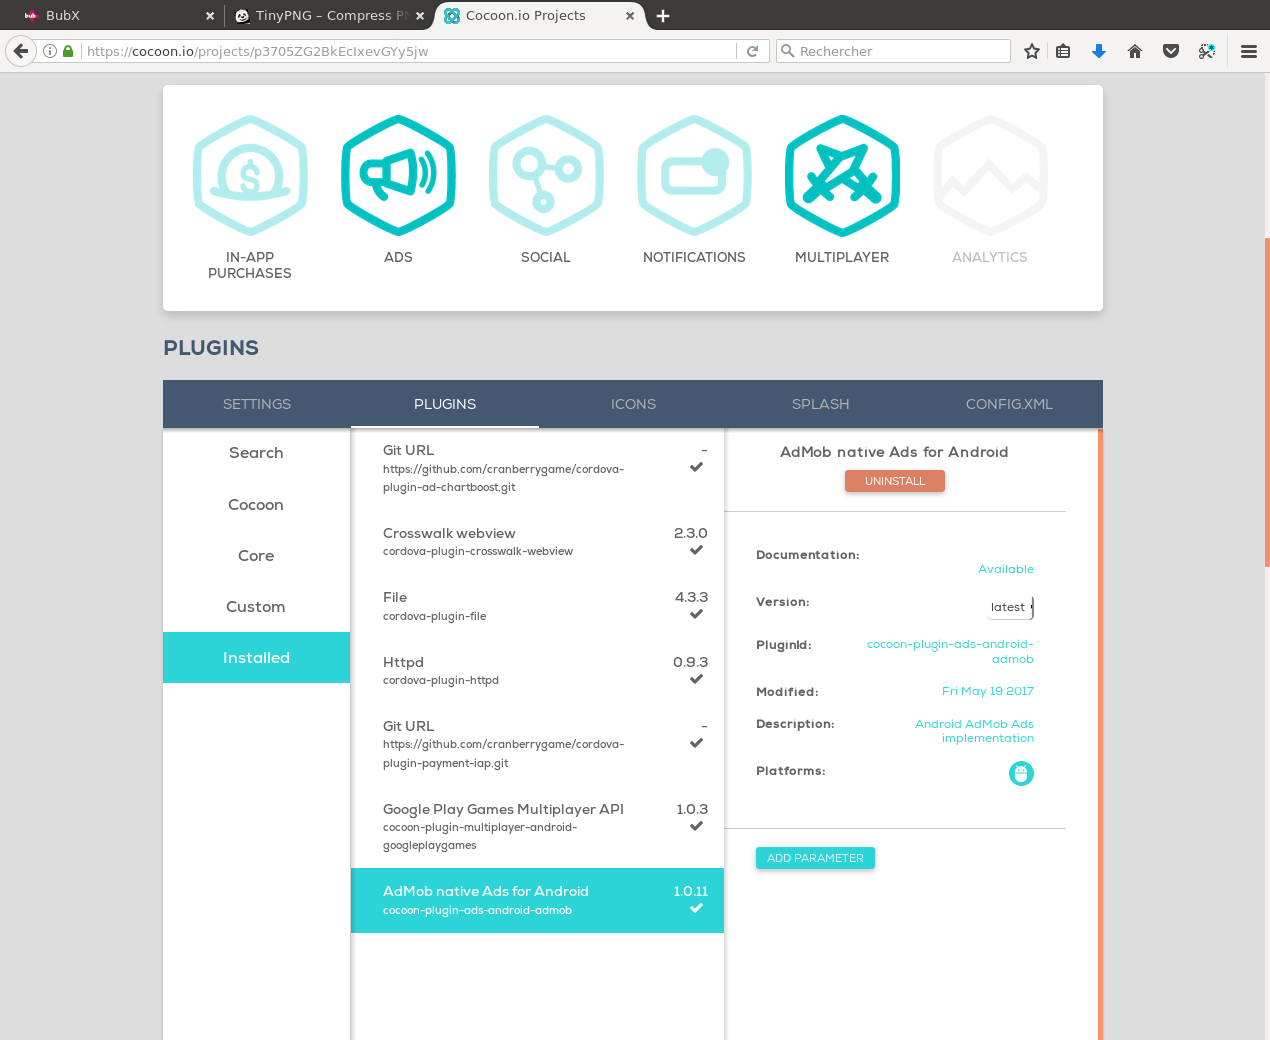 BubX
TinyPNG – Compress PN
Cocoon.io Projects
https://cocoon.io/projects/p3705ZG2BkEcIxevGYy5jw
Rechercher
IN-APP
PURCHASES
ADS
SOCIAL
NOTIFICATIONS
MULTIPLAYER
ANALYTICS
PLUGINS
SETTINGS
PLUGINS
ICONS
SPLASH
CONFIG.XML
Search
Cocoon
Core
Custom
Installed
Git URL -
https://github.com/cranberrygame/cordova-
plugin-ad-chartboost.git
Crosswalk webview 2.3.0
cordova-plugin-crosswalk-webview
File 4.3.3
cordova-plugin-file
Httpd 0.9.3
cordova-plugin-httpd
Git URL -
https://github.com/cranberrygame/cordova-
plugin-payment-iap.git
Google Play Games Multiplayer API 1.0.3
cocoon-plugin-multiplayer-android-
googleplaygames
AdMob native Ads for Android 1.0.11
cocoon-plugin-ads-android-admob
AdMob native Ads for Android
UNINSTALL
Documentation:
Available
Version: latest
PluginId: cocoon-plugin-ads-android-
admob
Modified: Fri May 19 2017
Description: Android AdMob Ads
implementation
Platforms:
ADD PARAMETER